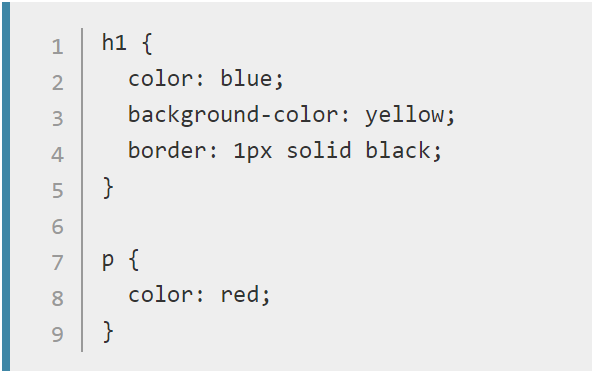 1 h1 {
2   color: blue;
3   background-color: yellow;
4   border: 1px solid black;
5 }
6
7 p {
8   color: red;
9 }